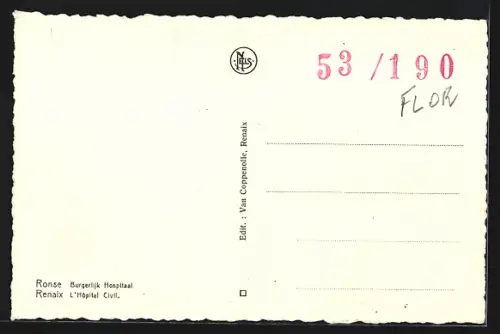 NELS
53 / 190
FLOR
Edit. : Van Coppenolle, Renaix
Ronse Burgerlijk Hospitaal
Renaix L'Hôpital Civil.